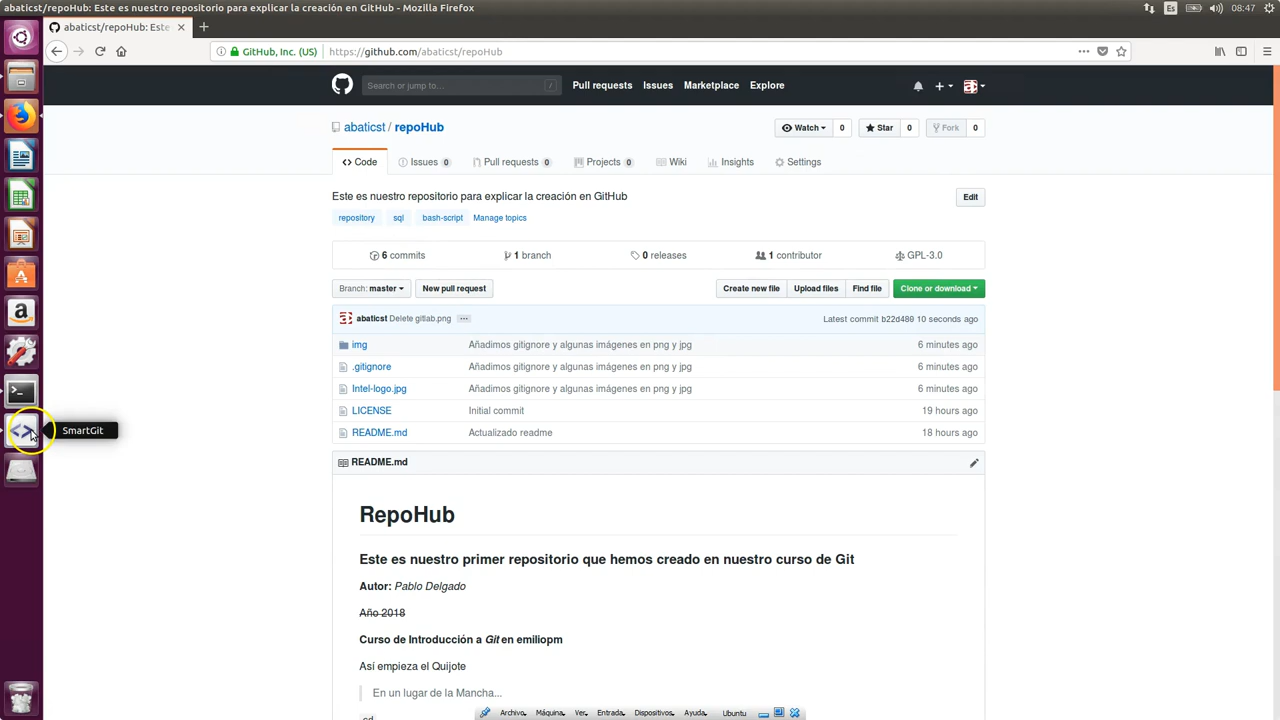 abaticst/repoHub: Este es nuestro repositorio para explicar la creación en GitHub - Mozilla Firefox
Es
08:47
abaticst/repoHub: Este
GitHub, Inc. (US)
https://github.com/abaticst/repoHub
Search or jump to...
/
Pull requests
Issues
Marketplace
Explore
abaticst / repoHub
Watch
0
Star
0
Fork
0
Code
Issues 0
Pull requests 0
Projects 0
Wiki
Insights
Settings
Este es nuestro repositorio para explicar la creación en GitHub
Edit
repository
sql
bash-script
Manage topics
6 commits
1 branch
0 releases
1 contributor
GPL-3.0
Branch: master
New pull request
Create new file
Upload files
Find file
Clone or download
abaticst Delete gitlab.png
Latest commit b22d480 10 seconds ago
img
Añadimos gitignore y algunas imágenes en png y jpg
6 minutes ago
.gitignore
Añadimos gitignore y algunas imágenes en png y jpg
6 minutes ago
Intel-logo.jpg
Añadimos gitignore y algunas imágenes en png y jpg
6 minutes ago
LICENSE
Initial commit
19 hours ago
README.md
Actualizado readme
18 hours ago
SmartGit
README.md
RepoHub
Este es nuestro primer repositorio que hemos creado en nuestro curso de Git
Autor: Pablo Delgado
Año 2018
Curso de Introducción a Git en emiliopm
Así empieza el Quijote
En un lugar de la Mancha...
cd
Archivo
Máquina
Ver
Entrada
Dispositivos
Ayuda
Ubuntu